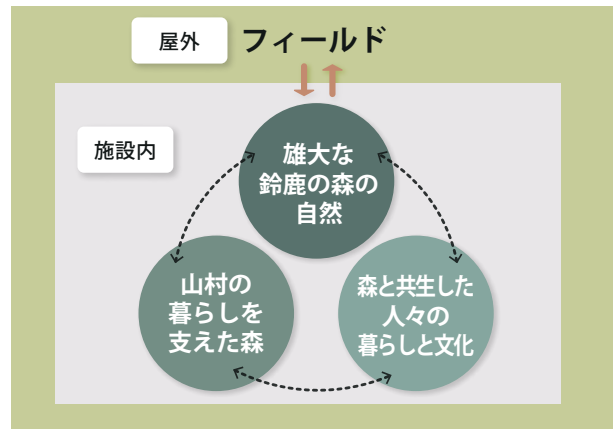 屋外 フィールド
施設内
雄大な
鈴鹿の森の
自然
山村の
暮らしを
支えた森
森と共生した
人々の
暮らしと文化